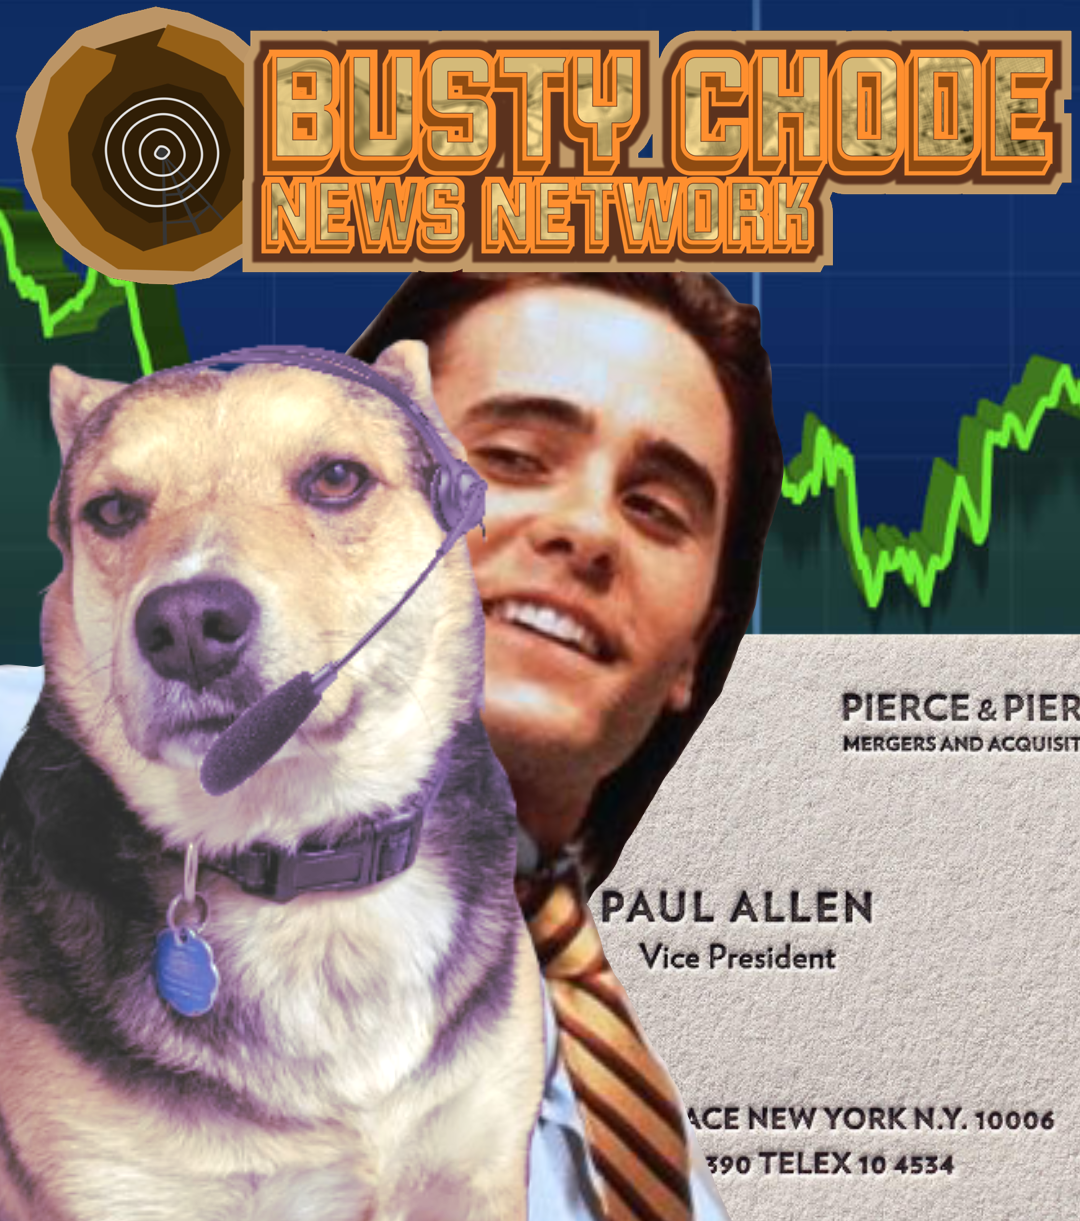 BUSTY CHODE
NEWS NETWORK
PIERCE & PIER
MERGERS AND ACQUISIT
PAUL ALLEN
Vice President
ACE NEW YORK N.Y. 10006
390 TELEX 10 4534